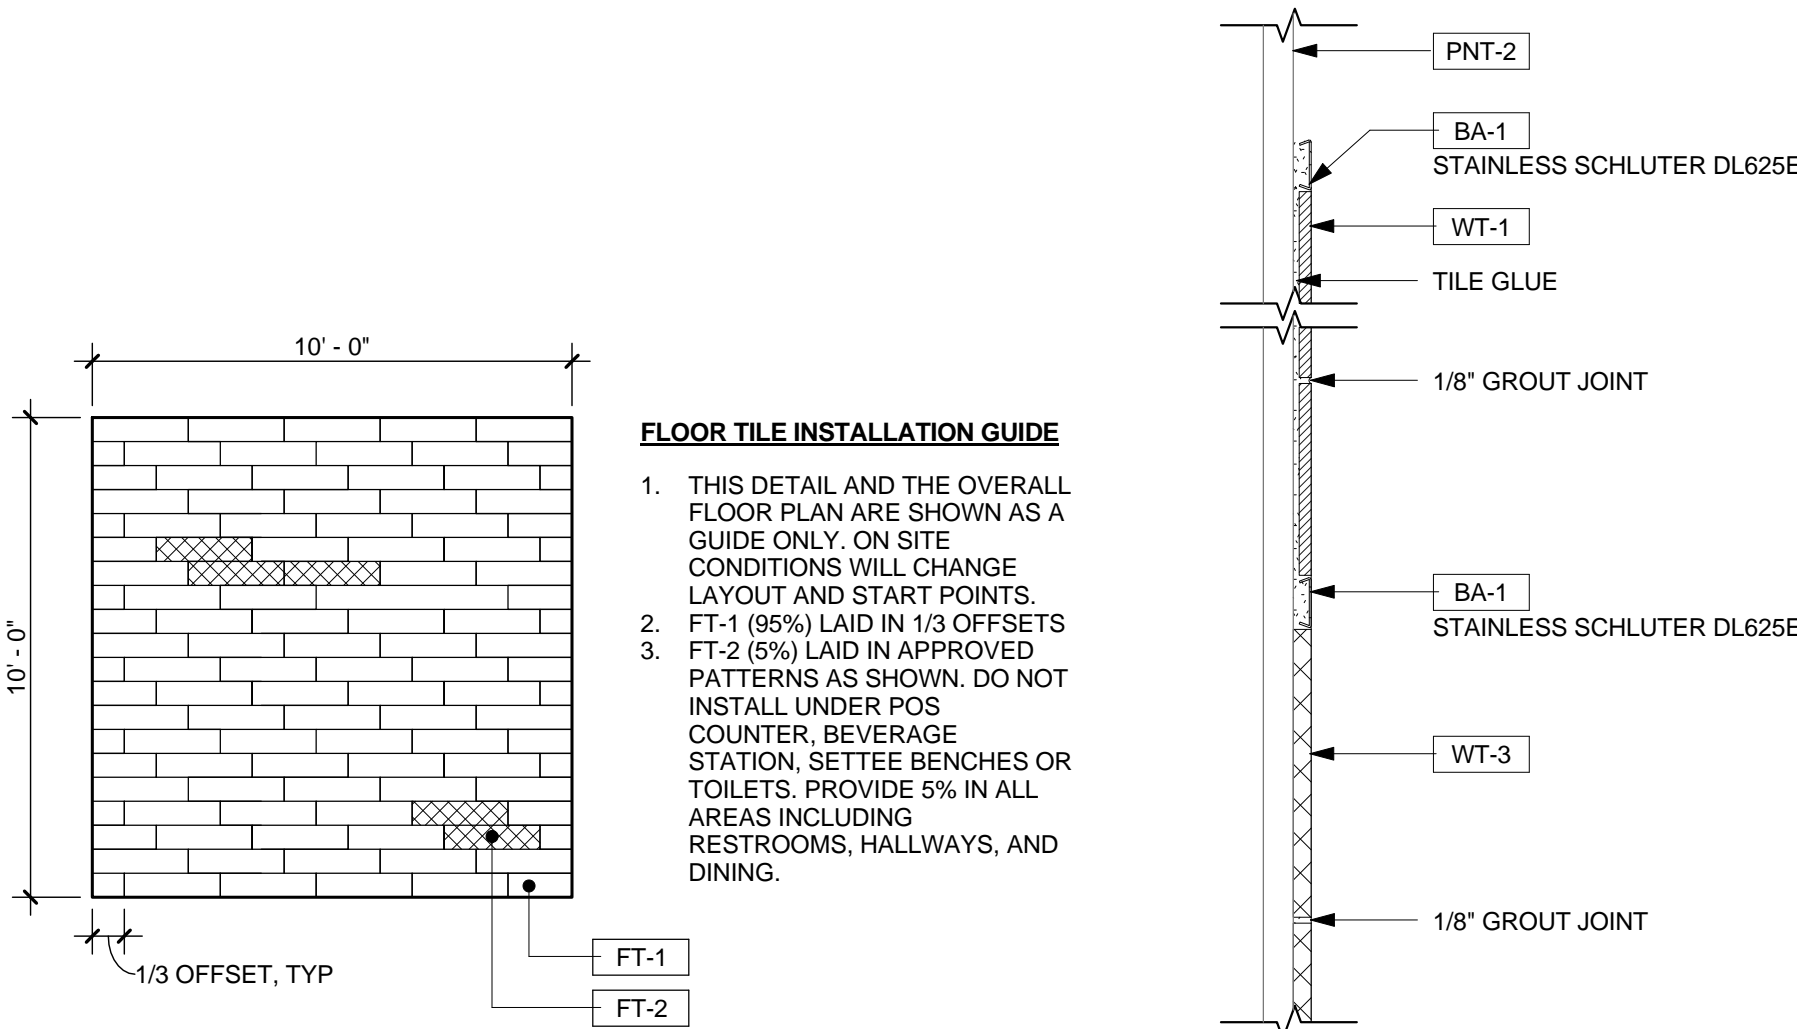 10' - 0"
10' - 0"
1/3 OFFSET, TYP
FT-1
FT-2
FLOOR TILE INSTALLATION GUIDE
1. THIS DETAIL AND THE OVERALL
FLOOR PLAN ARE SHOWN AS A
GUIDE ONLY. ON SITE
CONDITIONS WILL CHANGE
LAYOUT AND START POINTS.
2. FT-1 (95%) LAID IN 1/3 OFFSETS
3. FT-2 (5%) LAID IN APPROVED
PATTERNS AS SHOWN. DO NOT
INSTALL UNDER POS
COUNTER, BEVERAGE
STATION, SETTEE BENCHES OR
TOILETS. PROVIDE 5% IN ALL
AREAS INCLUDING
RESTROOMS, HALLWAYS, AND
DINING.
PNT-2
BA-1
STAINLESS SCHLUTER DL625E
WT-1
TILE GLUE
1/8" GROUT JOINT
BA-1
STAINLESS SCHLUTER DL625E
WT-3
1/8" GROUT JOINT